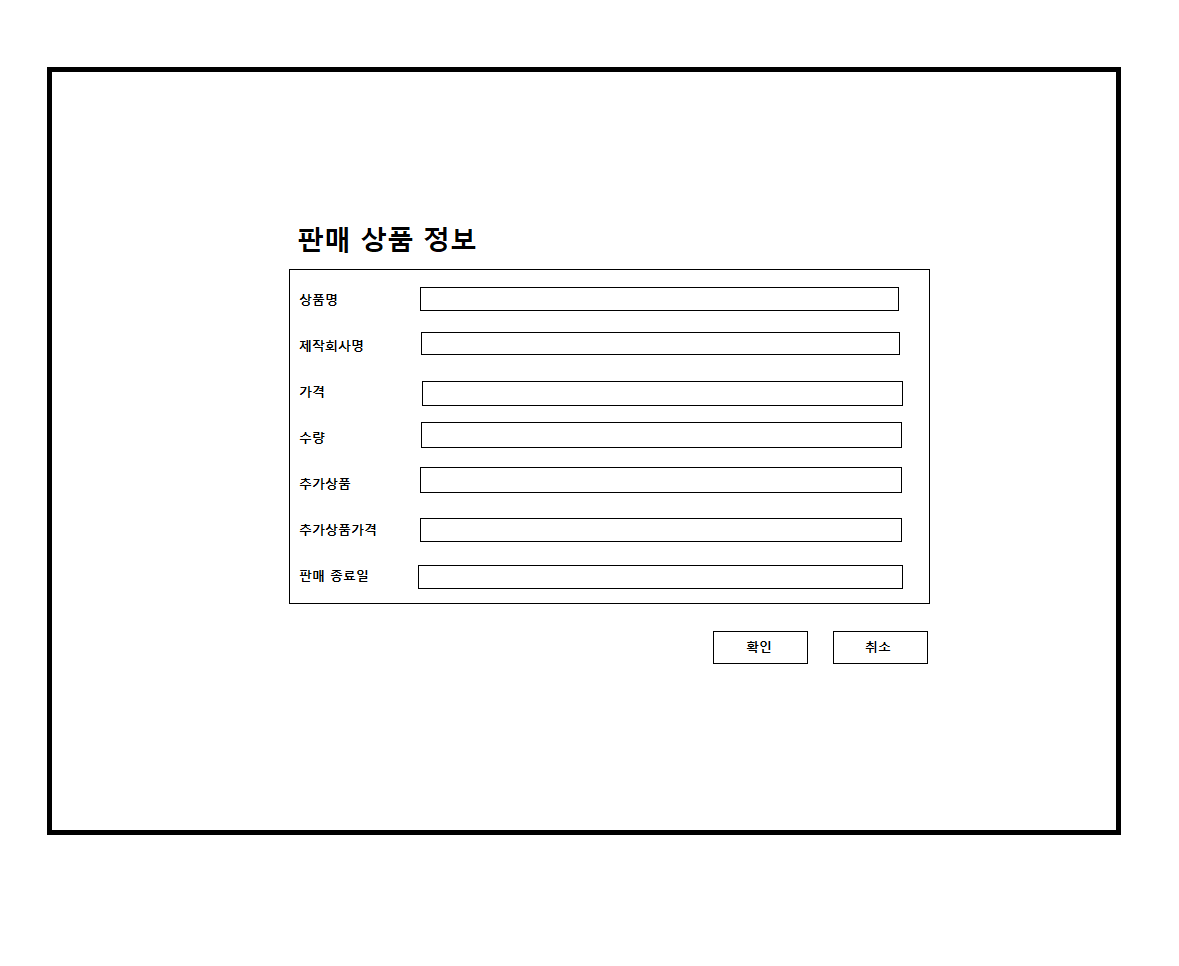 판매 상품 정보
상품명
제작회사명
가격
수량
추가상품
추가상품가격
판매 종료일
확인 취소